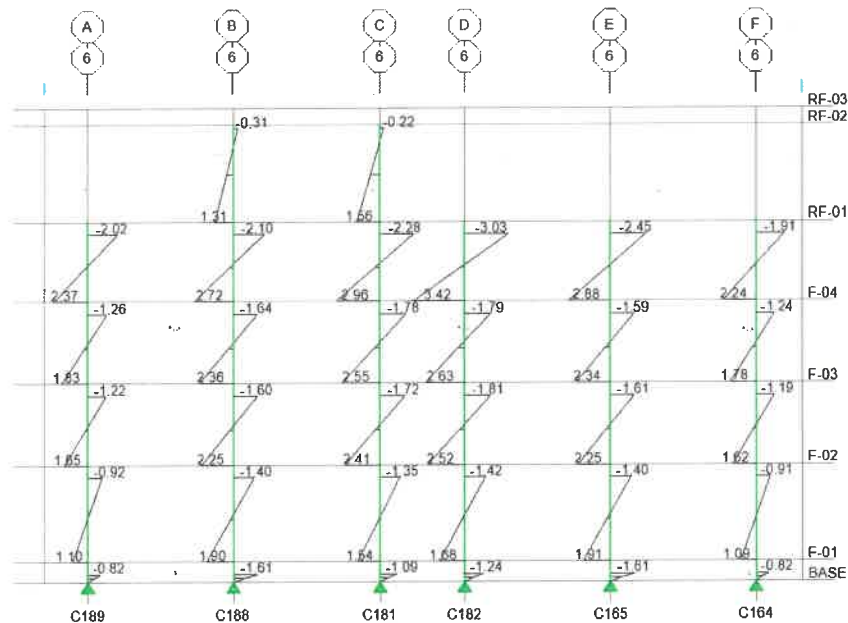 A B C D E F
6 6 6 6 6 6
RF-03
RF-02
-0.31 -0.22
1.31 1.66 RF-01
-2.02 -2.10 -2.28 -3.03 -2.45 -1.91
2.37 2.72 2.96 3.42 2.88 2.24 F-04
-1.26 -1.64 -1.78 -1.79 -1.59 -1.24
1.83 2.36 2.55 2.63 2.34 1.78 F-03
-1.22 -1.60 -1.72 -1.81 -1.61 -1.19
1.65 2.25 2.41 2.52 2.25 1.62 F-02
-0.92 -1.40 -1.35 -1.42 -1.40 -0.91
1.10 1.90 1.64 1.68 1.91 1.09 F-01
-0.82 -1.61 -1.09 -1.24 -1.61 -0.82 BASE
C189 C188 C181 C182 C165 C164